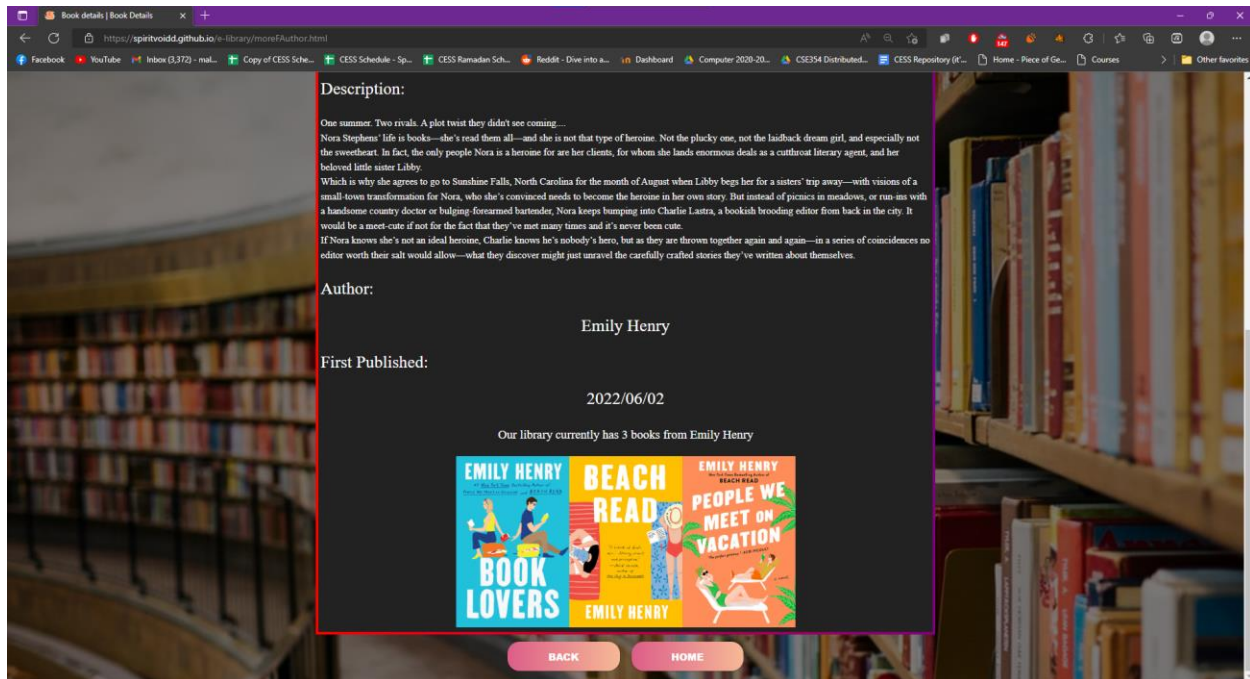 Book details | Book Details
https://spiritvoidd.github.io/e-library/moreFAuthor.html
147
Facebook YouTube Inbox (3,372) - mal... Copy of CESS Sche... CESS Schedule - Sp... CESS Ramadan Sch... Reddit - Dive into a... Dashboard Computer 2020-20... CSE354 Distributed... CESS Repository (it'... Home - Piece of Ge... Courses Other favorites
Description:
One summer. Two rivals. A plot twist they didn't see coming....
Nora Stephens' life is books—she's read them all—and she is not that type of heroine. Not the plucky one, not the laidback dream girl, and especially not
the sweetheart. In fact, the only people Nora is a heroine for are her clients, for whom she lands enormous deals as a cutthroat literary agent, and her
beloved little sister Libby.
Which is why she agrees to go to Sunshine Falls, North Carolina for the month of August when Libby begs her for a sisters' trip away—with visions of a
small-town transformation for Nora, who she's convinced needs to become the heroine in her own story. But instead of picnics in meadows, or run-ins with
a handsome country doctor or bulging-forearmed bartender, Nora keeps bumping into Charlie Lastra, a bookish brooding editor from back in the city. It
would be a meet-cute if not for the fact that they've met many times and it's never been cute.
If Nora knows she's not an ideal heroine, Charlie knows he's nobody's hero, but as they are thrown together again and again—in a series of coincidences no
editor worth their salt would allow—what they discover might just unravel the carefully crafted stories they've written about themselves.
Author:
Emily Henry
First Published:
2022/06/02
Our library currently has 3 books from Emily Henry
EMILY HENRY
BOOK
LOVERS
BEACH
READ
EMILY HENRY
EMILY HENRY
BEACH READ
PEOPLE WE
MEET ON
VACATION
BACK HOME